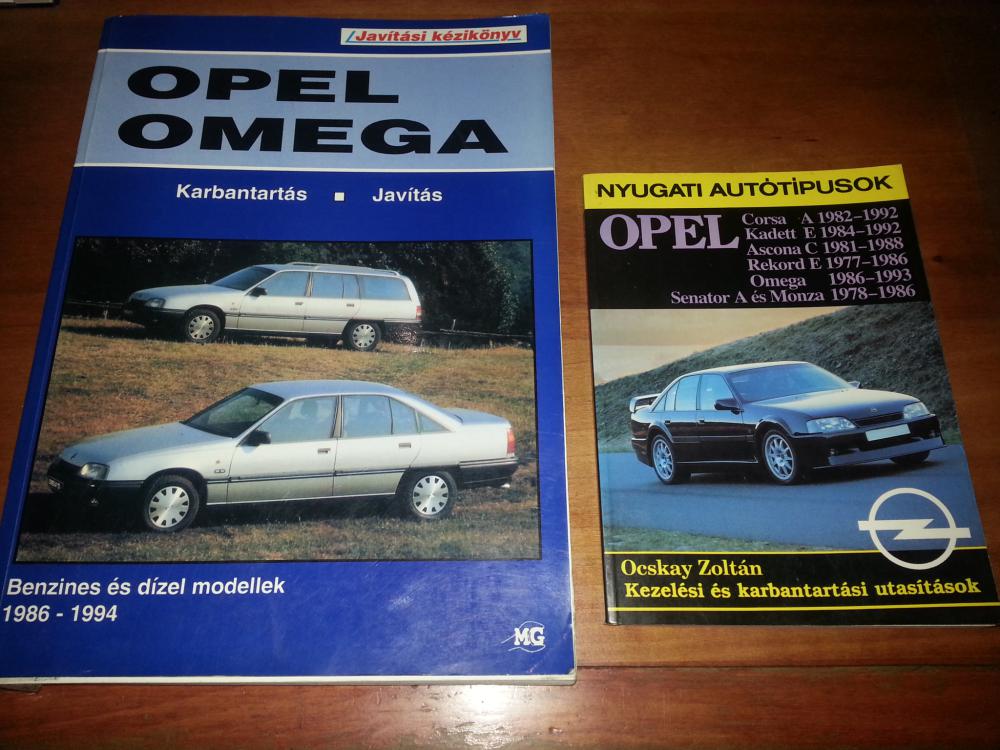 Javítási kézikönyv
OPEL
OMEGA
Karbantartás ■ Javítás
Benzines és dízel modellek
1986 - 1994
MG
NYUGATI AUTÓTÍPUSOK
OPEL
Corsa A 1982-1992
Kadett E 1984-1992
Ascona C 1981-1988
Rekord E 1977-1986
Omega 1986-1993
Senator A és Monza 1978-1986
Ocskay Zoltán
Kezelési és karbantartási utasítások